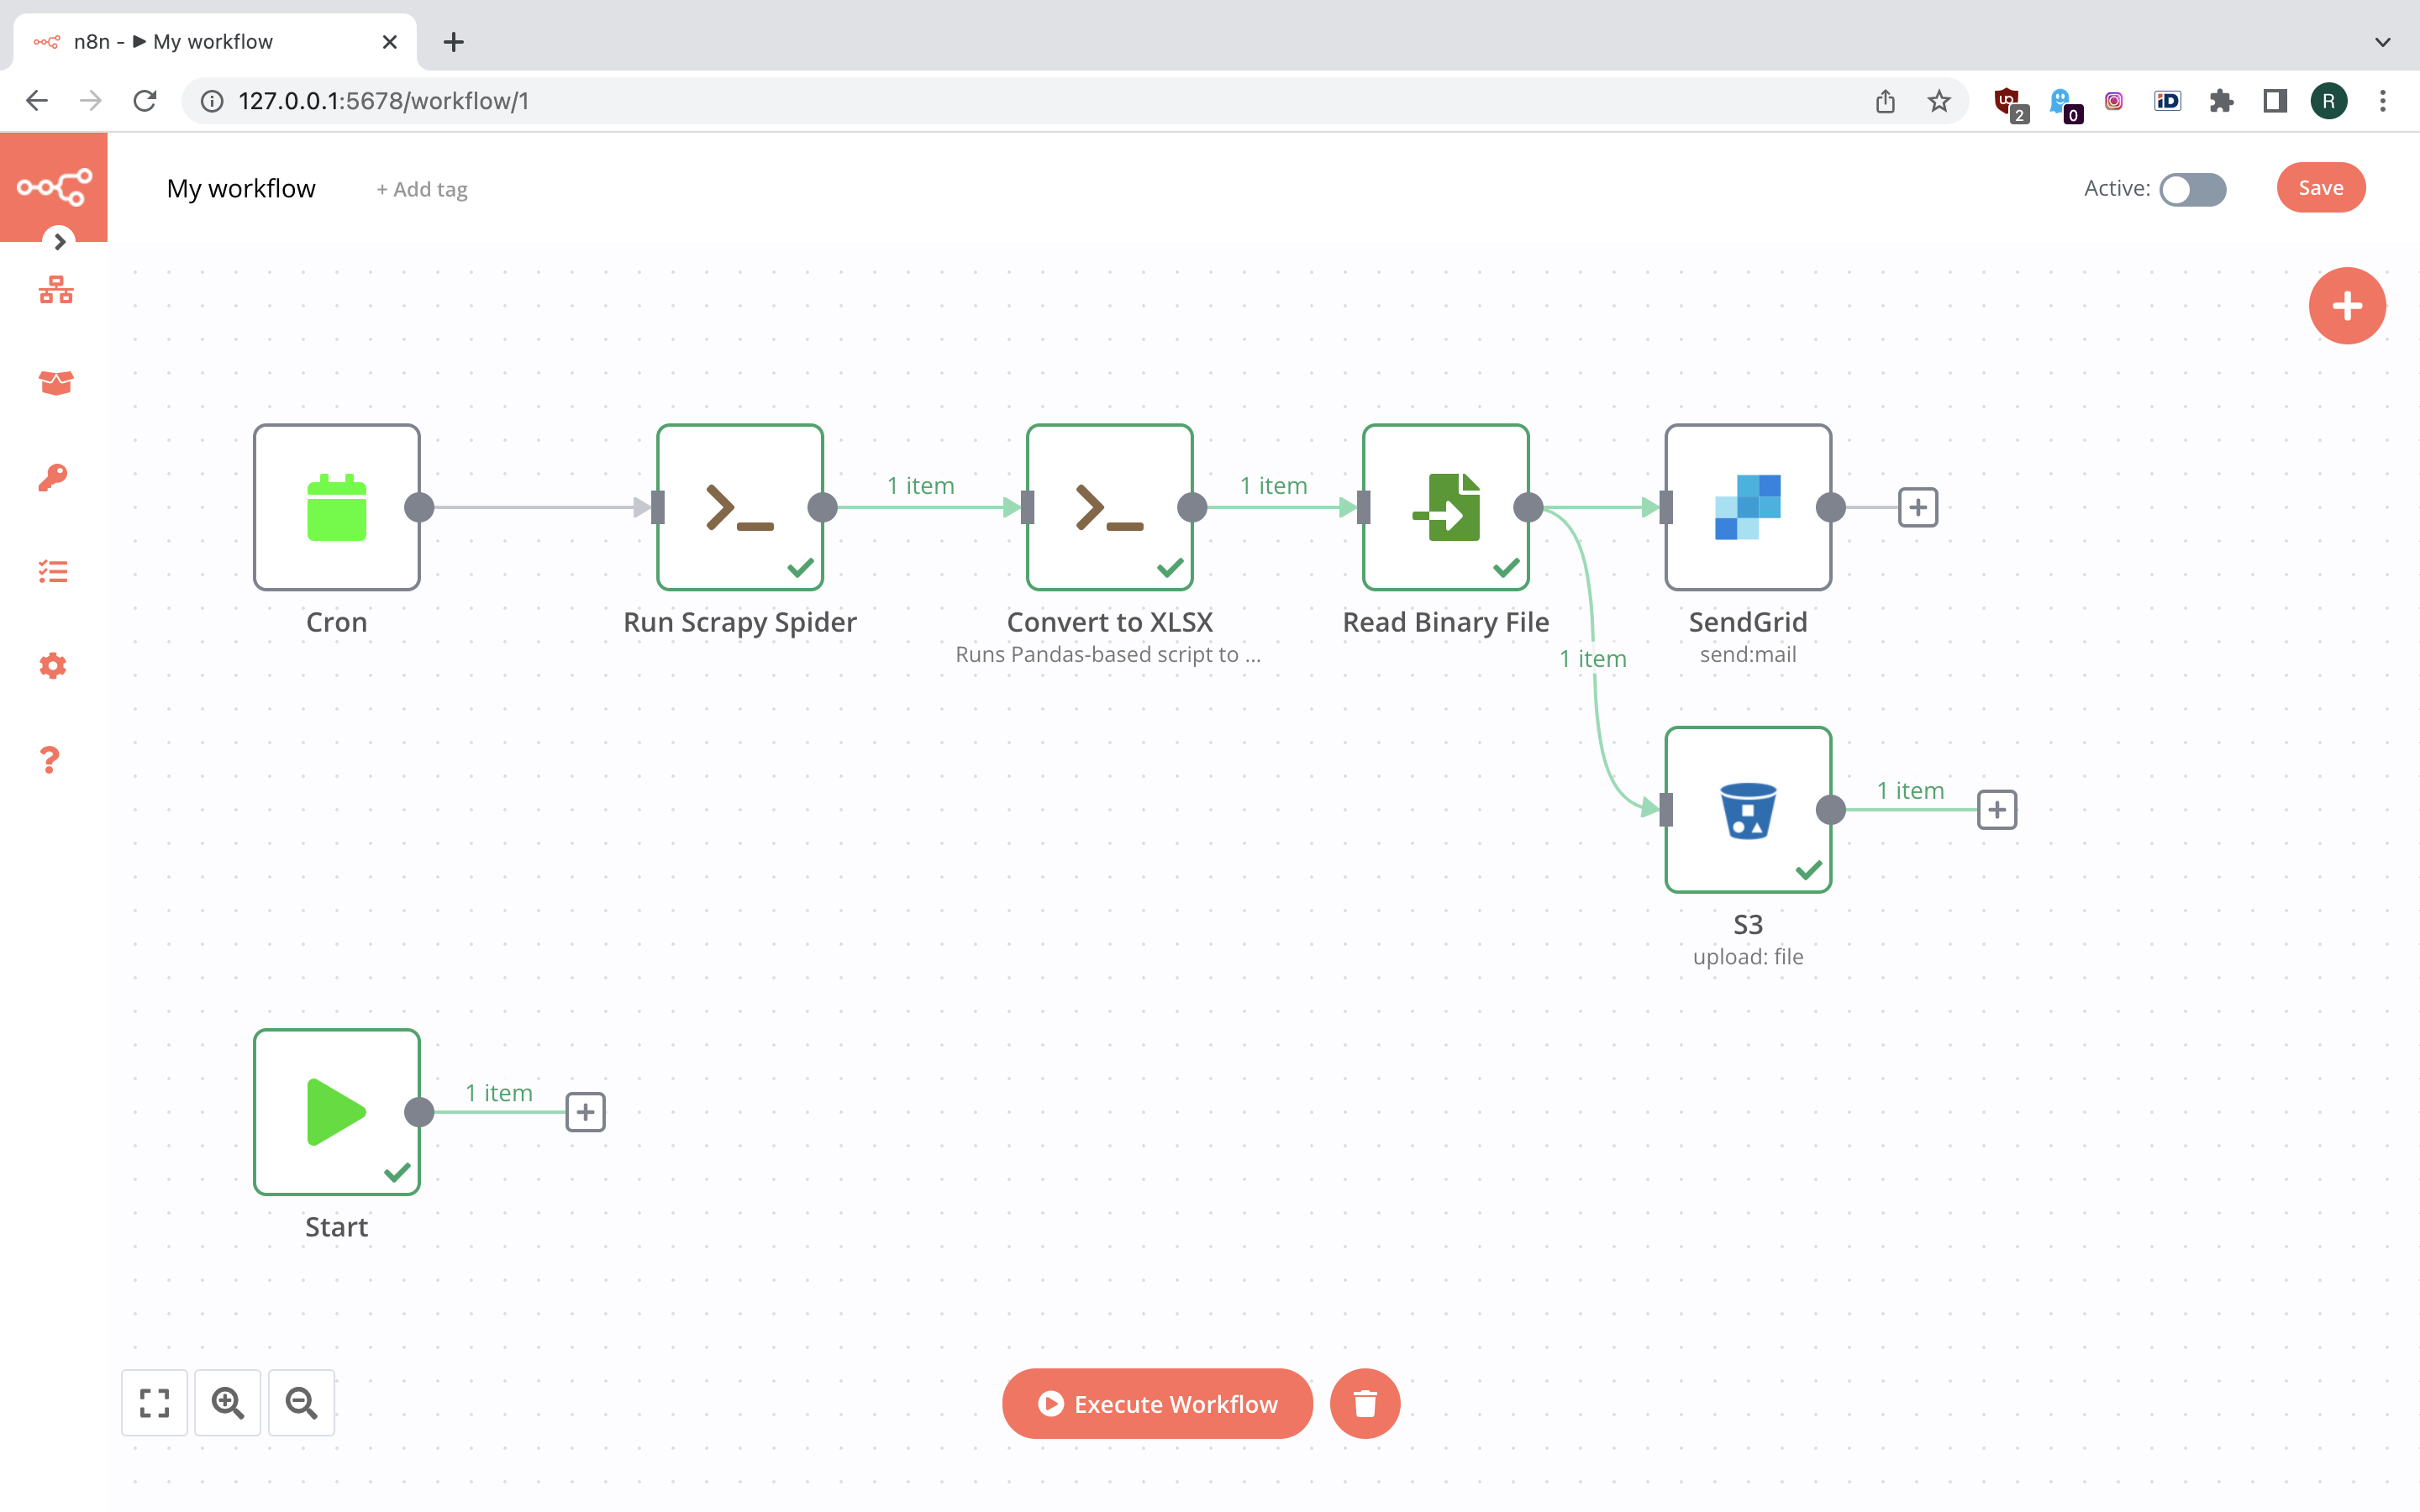 n8n - ▶ My workflow
127.0.0.1:5678/workflow/1
2
0
iD
R
My workflow
+ Add tag
Active:
Save
1 item
1 item
Cron
Run Scrapy Spider
Convert to XLSX
Runs Pandas-based script to ...
Read Binary File
SendGrid
send:mail
1 item
1 item
S3
upload: file
1 item
Start
Execute Workflow